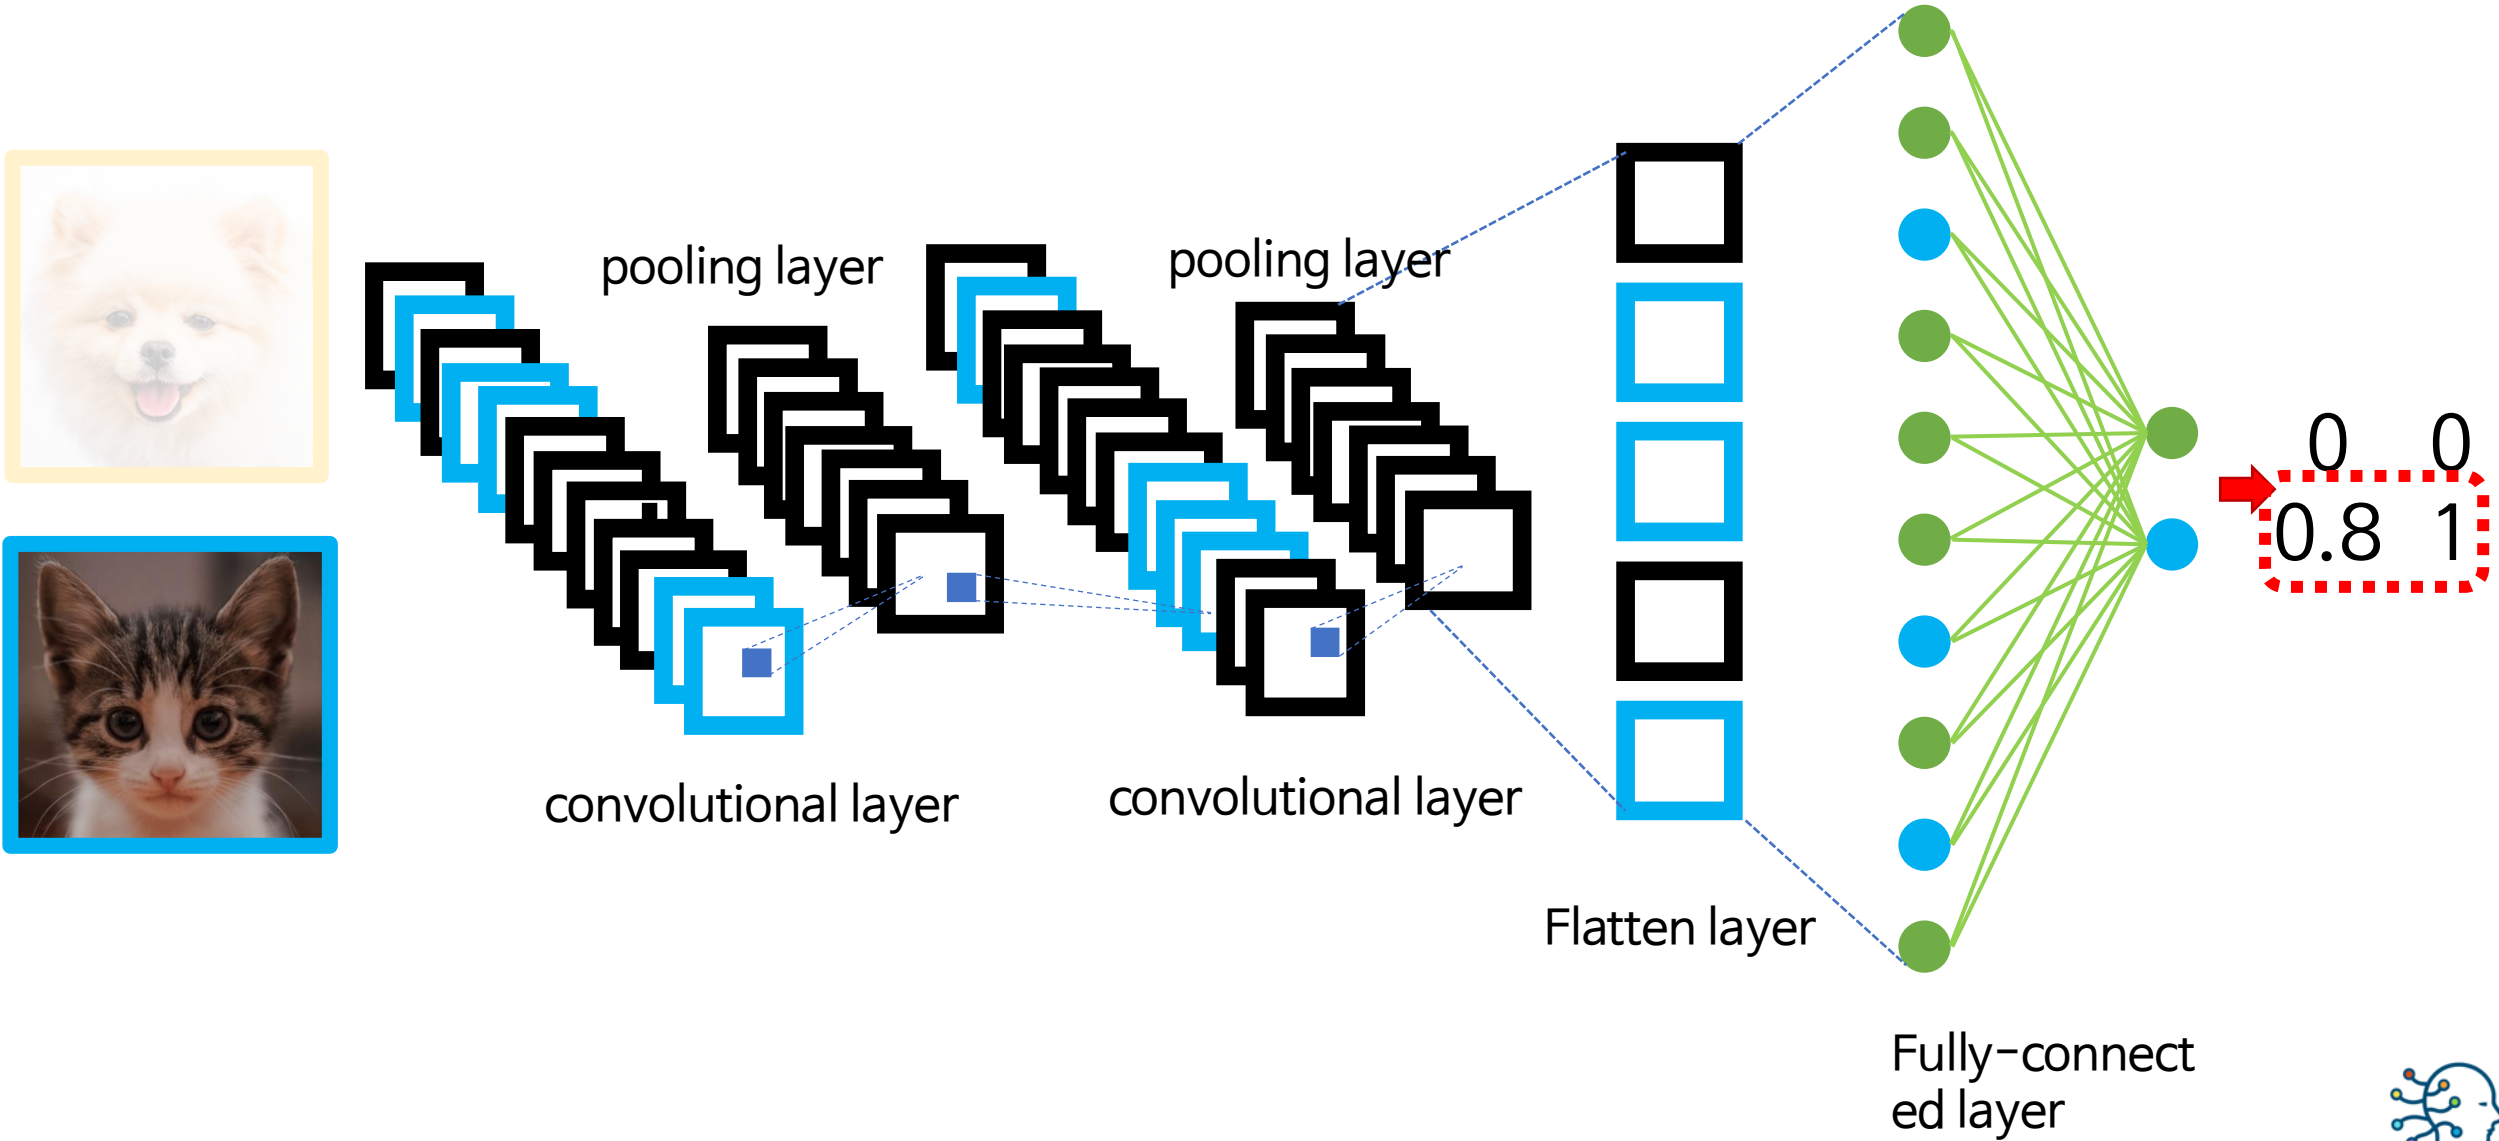 pooling layer
pooling layer
convolutional layer
convolutional layer
Flatten layer
Fully-connect
ed layer
0 0
0.8 1